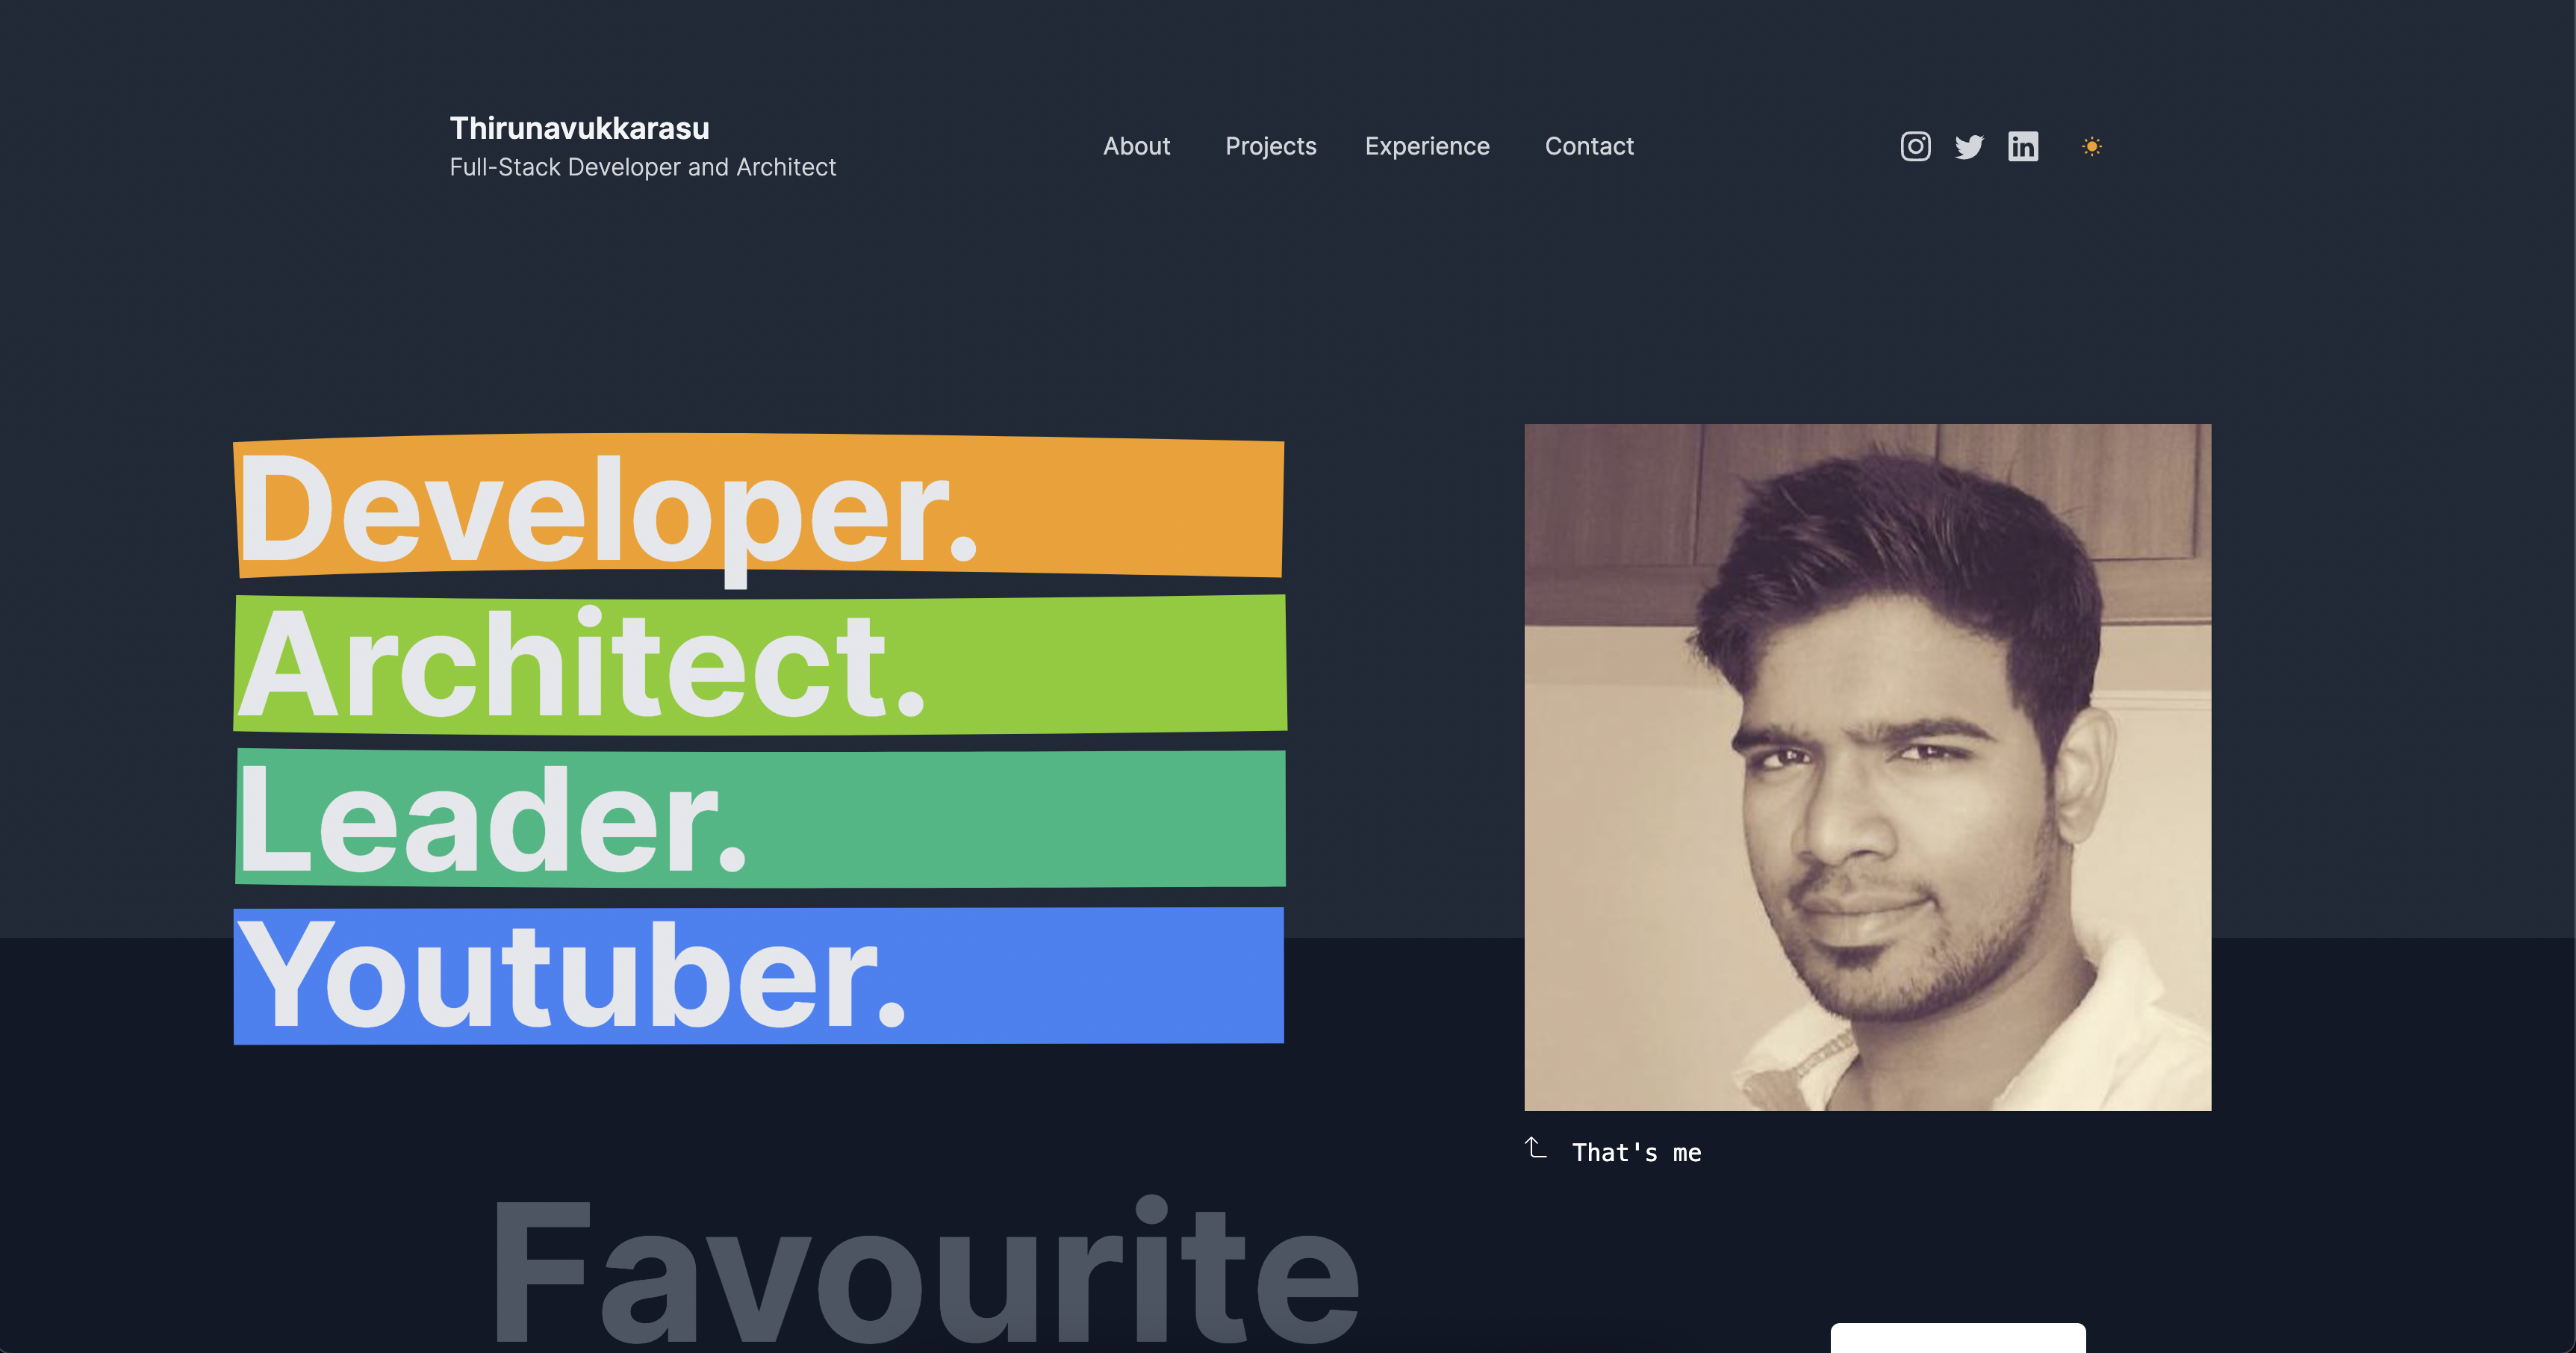 Thirunavukkarasu
Full-Stack Developer and Architect
About Projects Experience Contact
Developer.
Architect.
Leader.
Youtuber.
That's me
Favourite